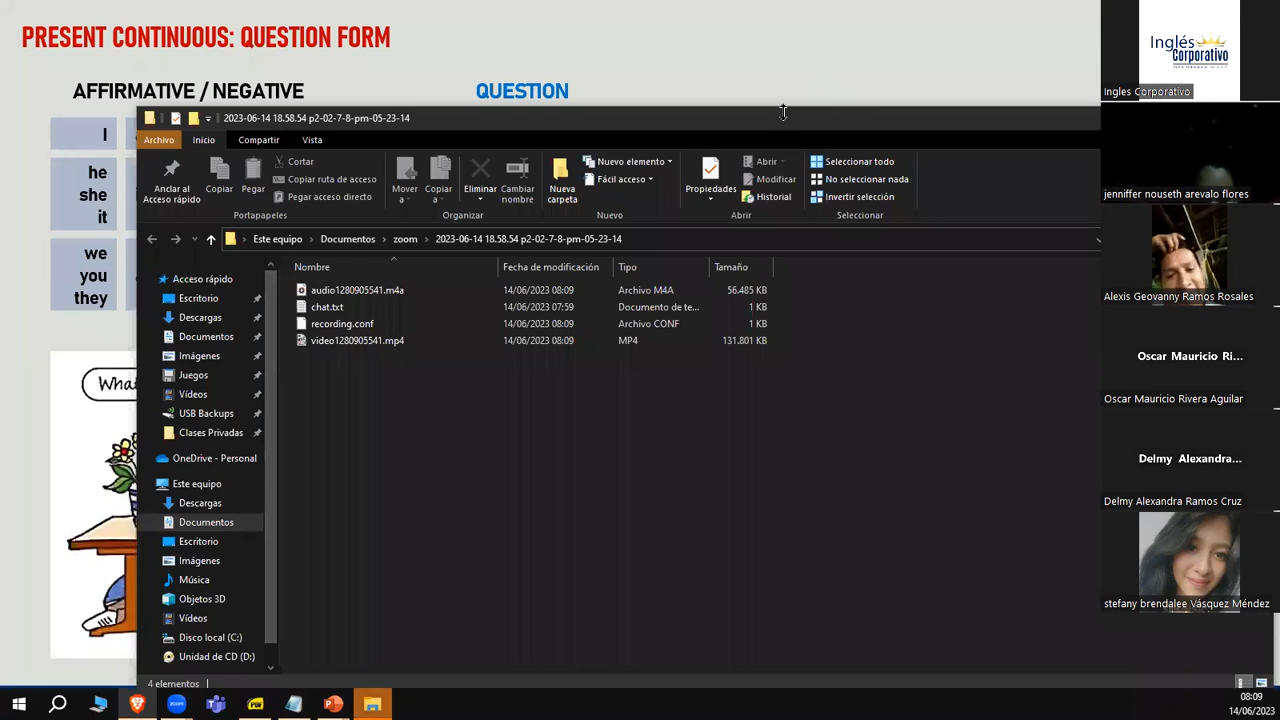 PRESENT CONTINUOUS: QUESTION FORM
AFFIRMATIVE / NEGATIVE
QUESTION
I
he
she
it
we
you
they
2023-06-14 18.58.54 p2-02-7-8-pm-05-23-14
Archivo
Inicio
Compartir
Vista
Anclar al
Acceso rápido
Copiar
Pegar
Cortar
Copiar ruta de acceso
Pegar acceso directo
Portapapeles
Mover
a
Copiar
a
Eliminar
Cambiar
nombre
Organizar
Nueva
carpeta
Nuevo elemento
Fácil acceso
Nuevo
Propiedades
Abrir
Modificar
Historial
Abrir
Seleccionar todo
No seleccionar nada
Invertir selección
Seleccionar
Este equipo
Documentos
zoom
2023-06-14 18.58.54 p2-02-7-8-pm-05-23-14
Nombre
Fecha de modificación
Tipo
Tamaño
audio1280905541.m4a
14/06/2023 08:09
Archivo M4A
56.485 KB
chat.txt
14/06/2023 07:59
Documento de te...
1 KB
recording.conf
14/06/2023 08:09
Archivo CONF
1 KB
video1280905541.mp4
14/06/2023 08:09
MP4
131.801 KB
Acceso rápido
Escritorio
Descargas
Documentos
Imágenes
Juegos
Vídeos
USB Backups
Clases Privadas
OneDrive - Personal
Este equipo
Descargas
Documentos
Escritorio
Imágenes
Música
Objetos 3D
Vídeos
Disco local (C:)
Unidad de CD (D:)
4 elementos
Inglés
Corporativo
Ingles Corporativo
jenniffer nouseth arevalo flores
Alexis Geovanny Ramos Rosales
Oscar Mauricio Ri...
Oscar Mauricio Rivera Aguilar
Delmy Alexandra...
Delmy Alexandra Ramos Cruz
stefany brendalee Vásquez Méndez
zoom
08:09
14/06/2023